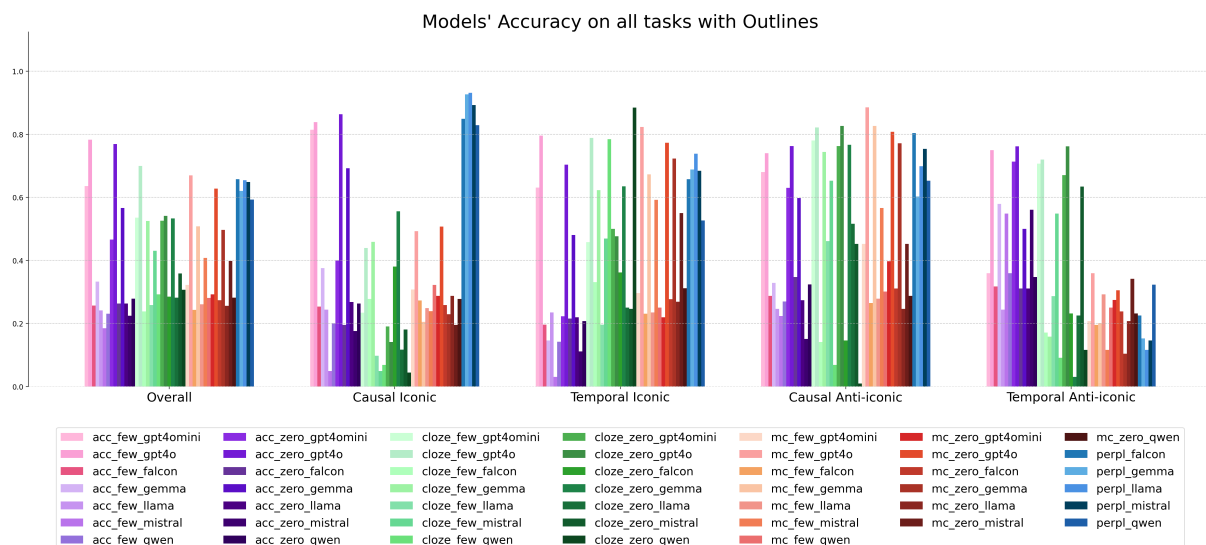 Models' Accuracy on all tasks with Outlines
1.0
0.8
0.6
0.4
0.2
0.0
Overall Causal Iconic Temporal Iconic Causal Anti-iconic Temporal Anti-iconic
acc_few_gpt4omini acc_zero_gpt4omini cloze_few_gpt4omini cloze_zero_gpt4omini mc_few_gpt4omini mc_zero_gpt4omini mc_zero_qwen
acc_few_gpt4o acc_zero_gpt4o cloze_few_gpt4o cloze_zero_gpt4o mc_few_gpt4o mc_zero_gpt4o perpl_falcon
acc_few_falcon acc_zero_falcon cloze_few_falcon cloze_zero_falcon mc_few_falcon mc_zero_falcon perpl_gemma
acc_few_gemma acc_zero_gemma cloze_few_gemma cloze_zero_gemma mc_few_gemma mc_zero_gemma perpl_llama
acc_few_llama acc_zero_llama cloze_few_llama cloze_zero_llama mc_few_llama mc_zero_llama perpl_mistral
acc_few_mistral acc_zero_mistral cloze_few_mistral cloze_zero_mistral mc_few_mistral mc_zero_mistral perpl_qwen
acc_few_qwen acc_zero_qwen cloze_few_qwen cloze_zero_qwen mc_few_qwen